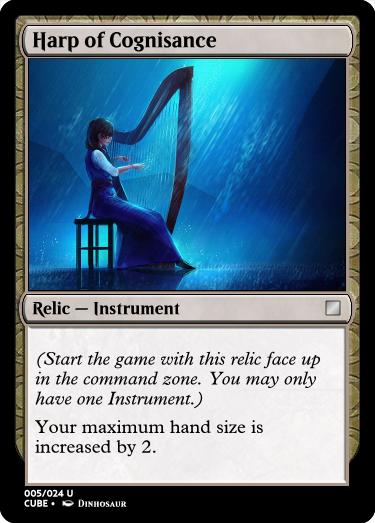 Harp of Cognisance
Relic — Instrument
(Start the game with this relic face up
in the command zone. You may only
have one Instrument.)
Your maximum hand size is
increased by 2.
005/024 U
CUBE • Dinhosaur